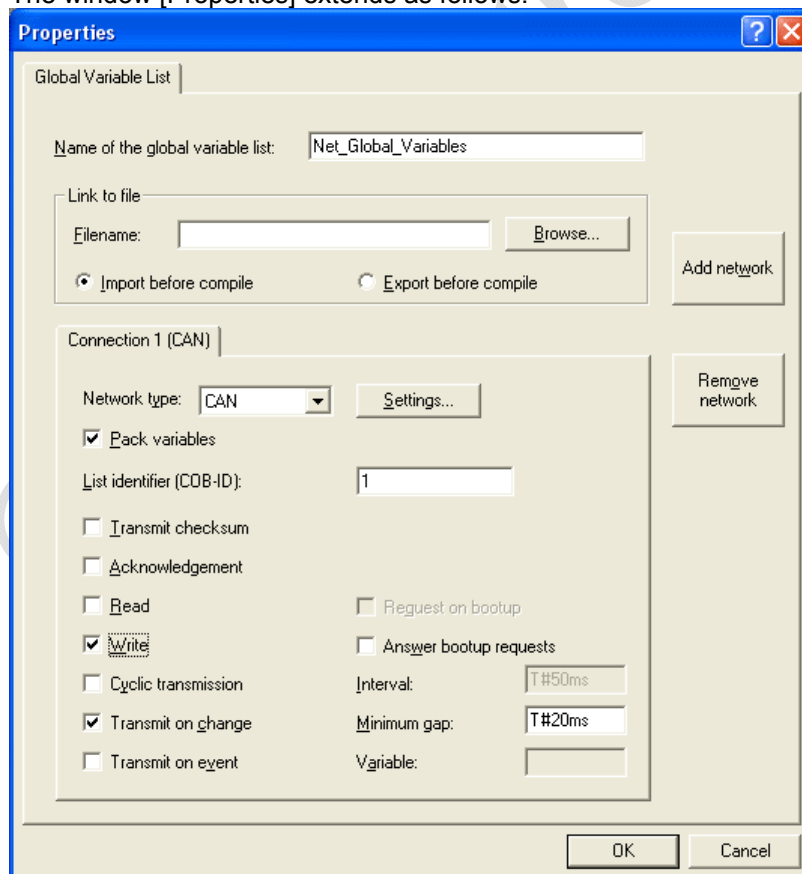 The window [Properties] extends as follows:
Properties
Global Variable List
Name of the global variable list: Net_Global_Variables
Link to file
Filename: Browse...
Import before compile Export before compile
Add network
Connection 1 (CAN)
Network type: CAN Settings...
Remove
network
Pack variables
List identifier (COB-ID): 1
Transmit checksum
Acknowledgement
Read Request on bootup
Write Answer bootup requests
Cyclic transmission Interval: T#50ms
Transmit on change Minimum gap: T#20ms
Transmit on event Variable:
OK Cancel